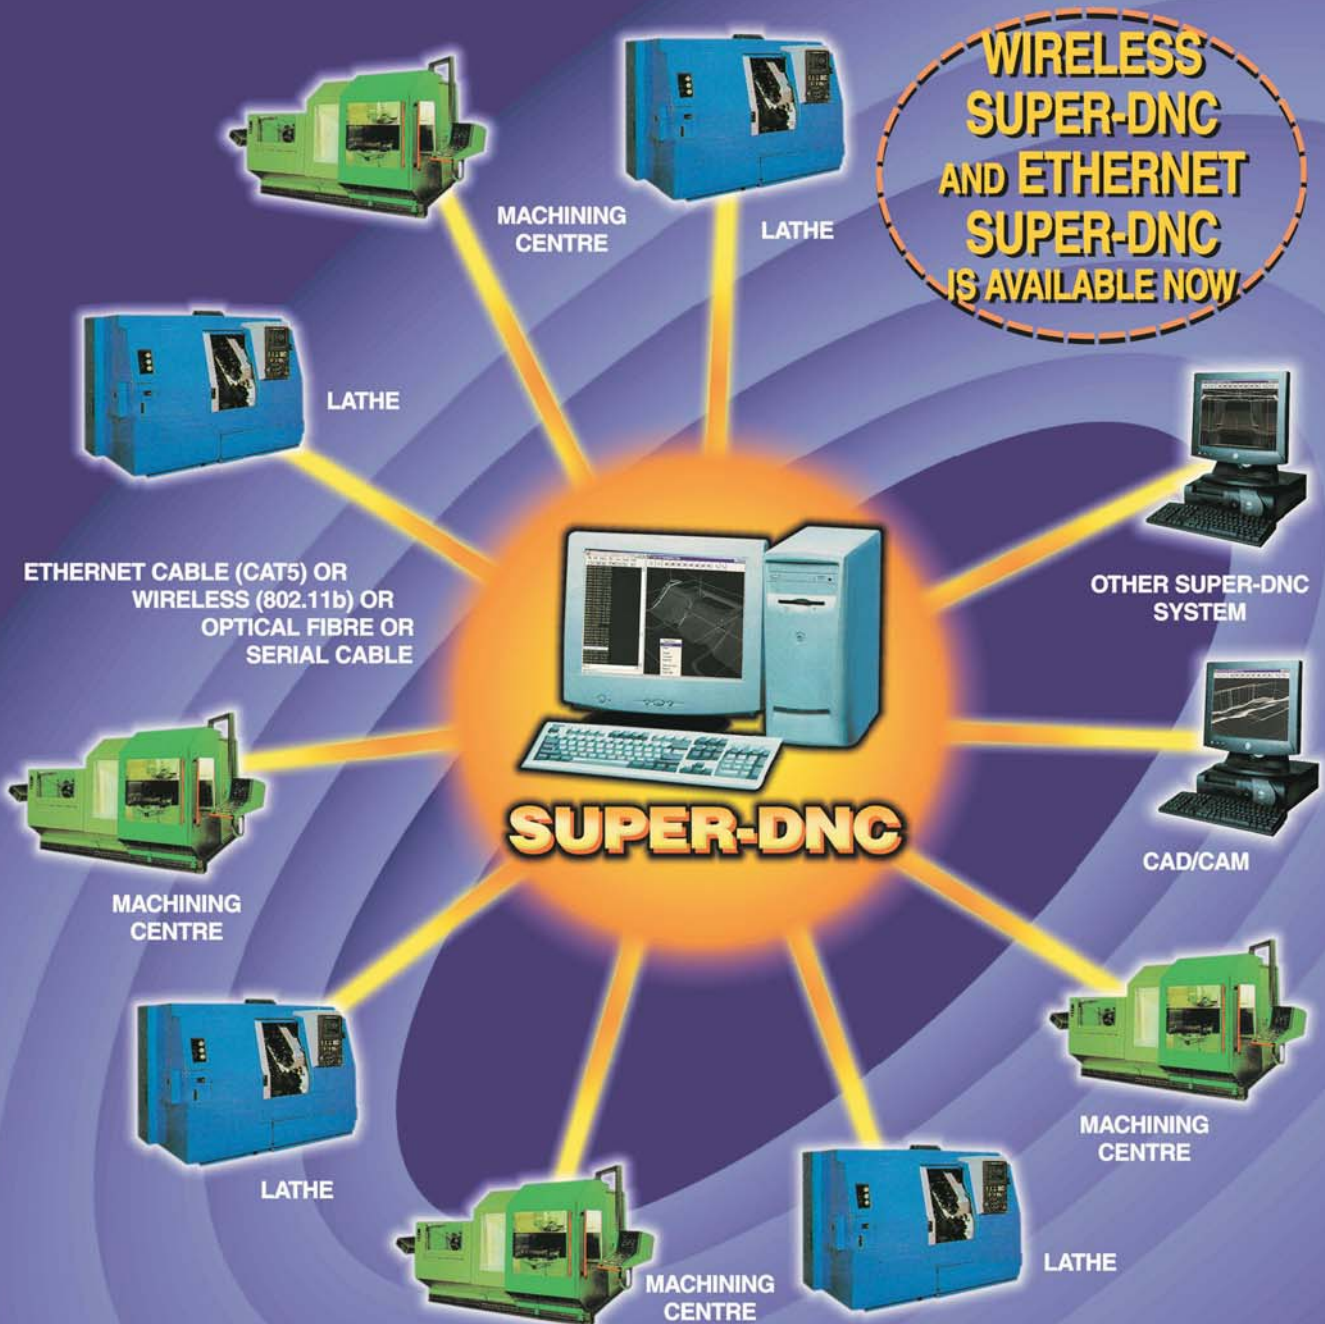 WIRELESS
SUPER-DNC
AND ETHERNET
SUPER-DNC
IS AVAILABLE NOW
MACHINING
CENTRE
LATHE
LATHE
ETHERNET CABLE (CAT5) OR
WIRELESS (802.11b) OR
OPTICAL FIBRE OR
SERIAL CABLE
OTHER SUPER-DNC
SYSTEM
SUPER-DNC
CAD/CAM
MACHINING
CENTRE
MACHINING
CENTRE
LATHE
LATHE
MACHINING
CENTRE